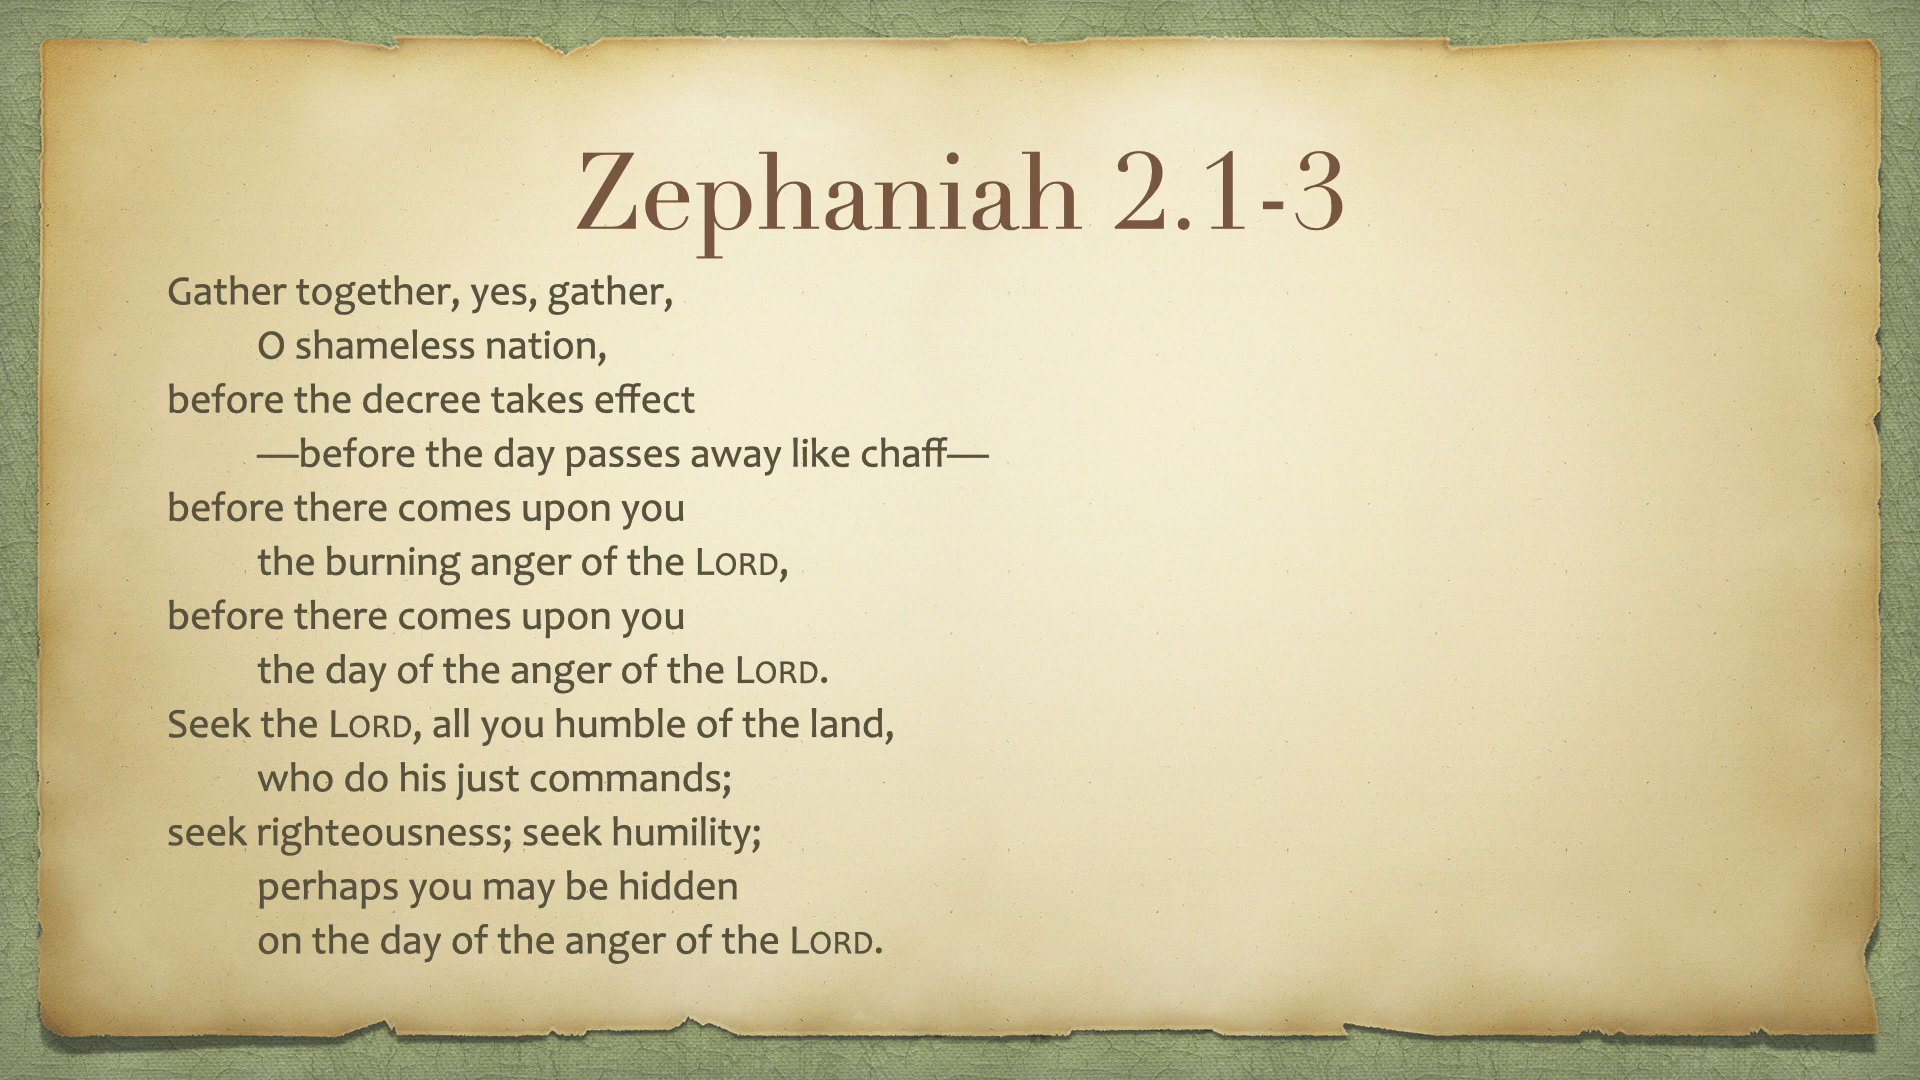 Zephaniah 2.1-3
Gather together, yes, gather,
O shameless nation,
before the decree takes effect
—before the day passes away like chaff—
before there comes upon you
the burning anger of the LORD,
before there comes upon you
the day of the anger of the LORD.
Seek the LORD, all you humble of the land,
who do his just commands;
seek righteousness; seek humility;
perhaps you may be hidden
on the day of the anger of the LORD.